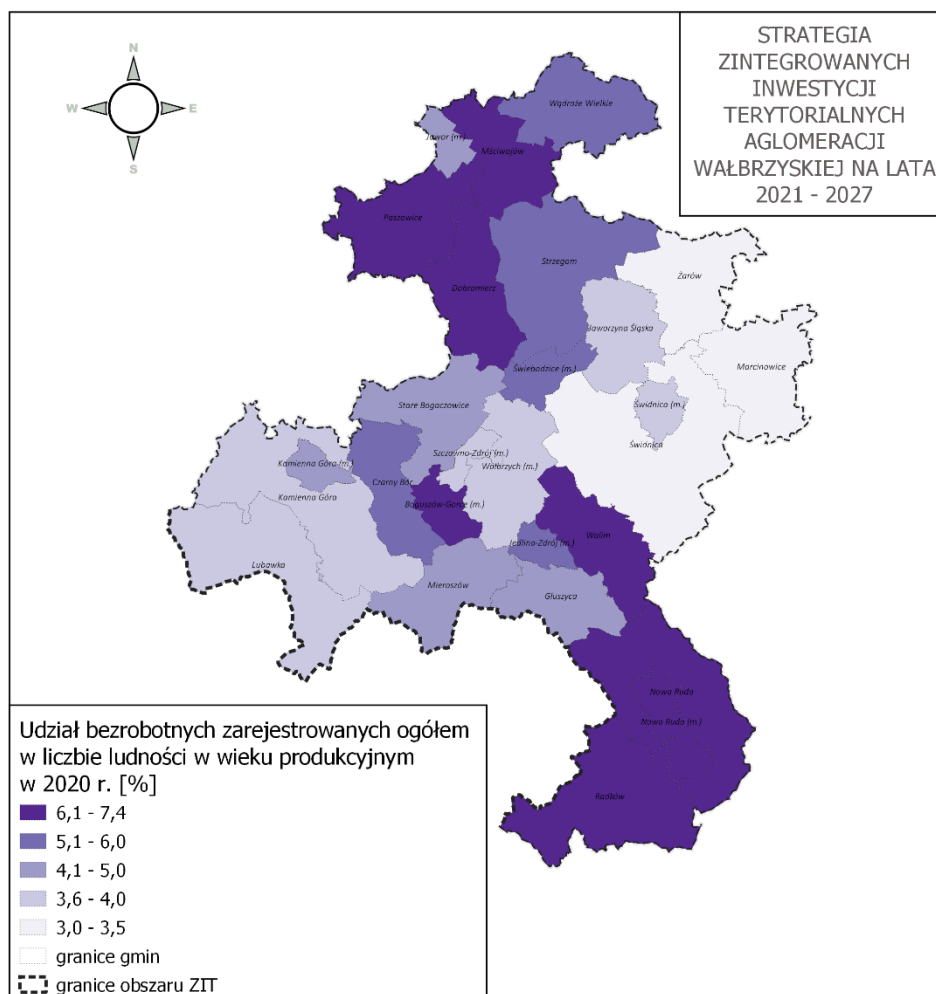 STRATEGIA
ZINTEGROWANYCH
INWESTYCJI
TERYTORIALNYCH
AGLOMERACJI
WAŁBRZYSKIEJ NA LATA
2021 - 2027
N
W
E
S
Wądroże Wielkie
Jawor (m.)
Mściwojów
Paszowice
Strzegom
Żarów
Dobromierz
Jaworzyna Śląska
Świebodzice (m.)
Marcinowice
Stare Bogaczowice
Świdnica (m.)
Świdnica
Szczawno-Zdrój (m.)
Kamienna Góra (m.)
Wałbrzych (m.)
Czarny Bór
Kamienna Góra
Boguszów-Gorce (m.)
Walim
Jedlina-Zdrój (m.)
Lubawka
Mieroszów
Głuszyca
Nowa Ruda
Nowa Ruda (m.)
Radków
Udział bezrobotnych zarejestrowanych ogółem
w liczbie ludności w wieku produkcyjnym
w 2020 r. [%]
6,1 - 7,4
5,1 - 6,0
4,1 - 5,0
3,6 - 4,0
3,0 - 3,5
granice gmin
granice obszaru ZIT